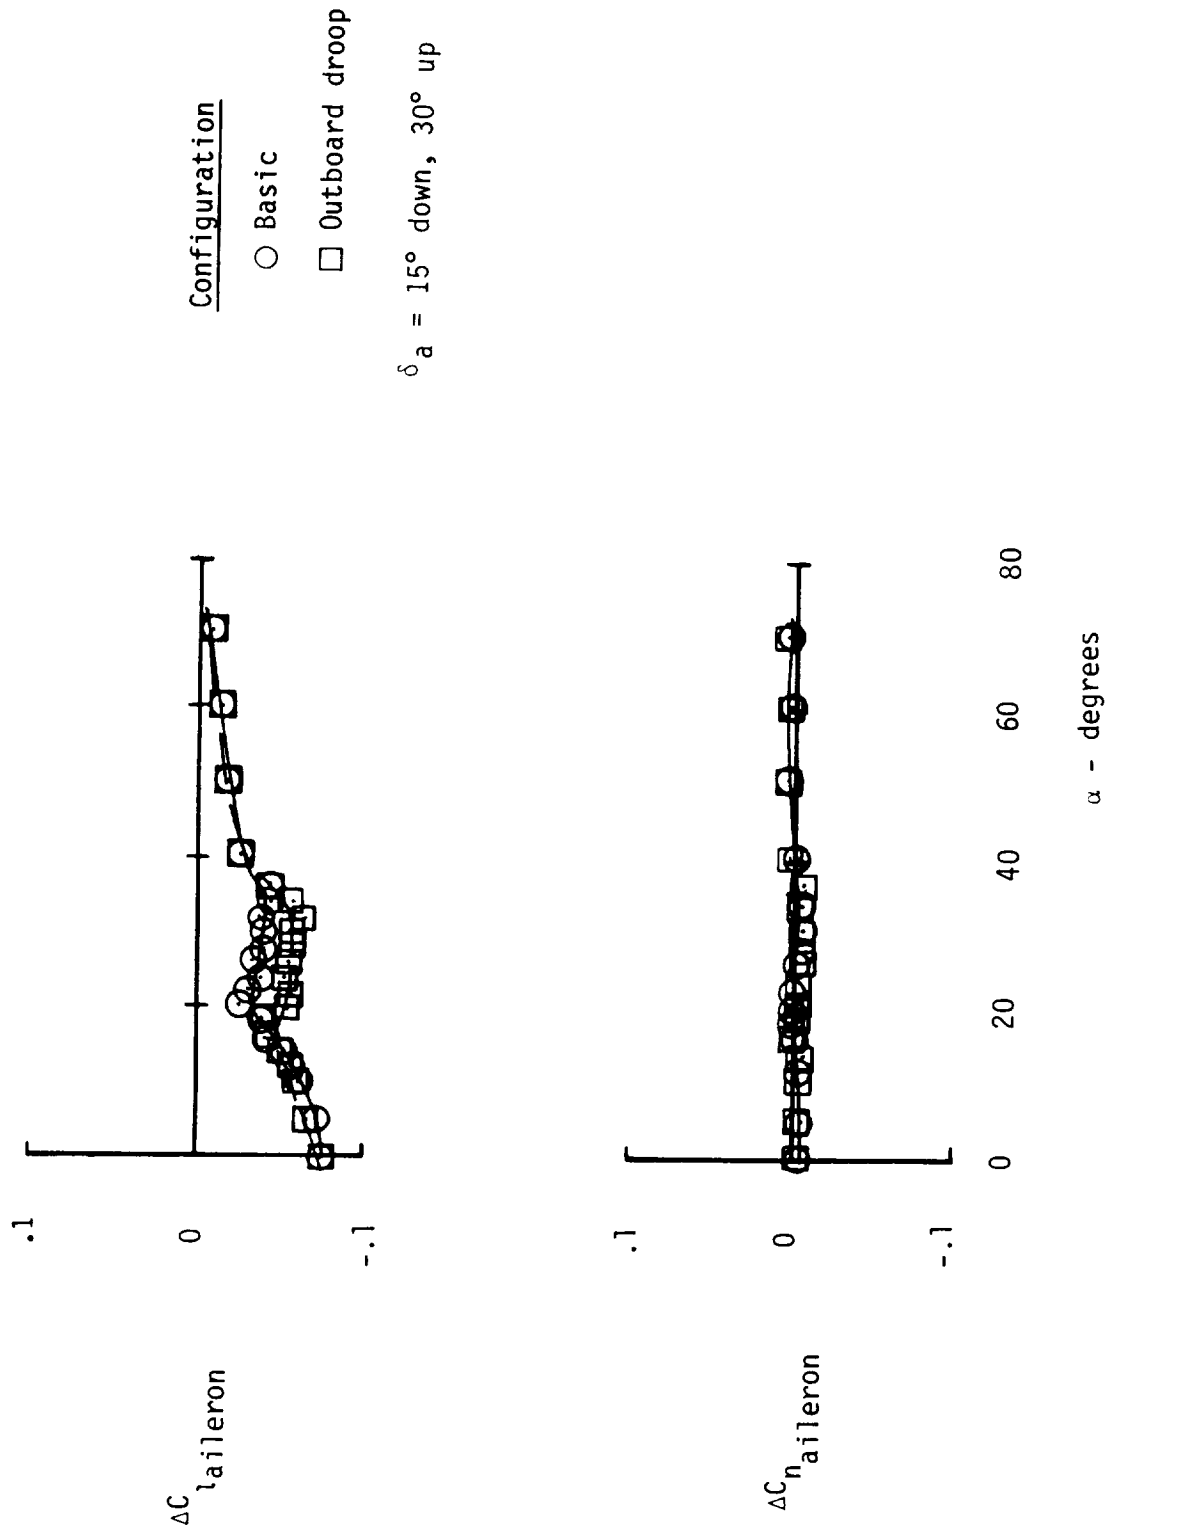 Configuration
Basic
Outboard droop
δa = 15° down, 30° up
.1
0
-.1
ΔClaileron
.1
0
-.1
ΔCnaileron
0
20
40
60
80
α - degrees